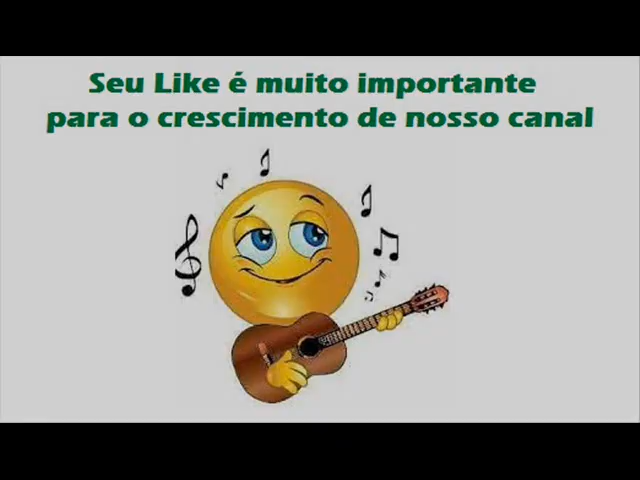 Seu Like é muito importante
para o crescimento de nosso canal